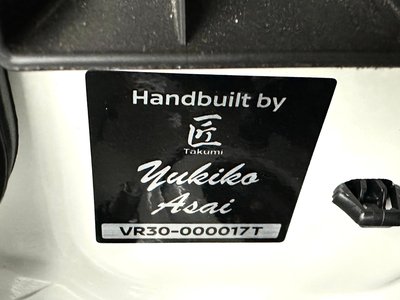 Handbuilt by
匠
Takumi
Yukiko
Asai
VR30-000017T